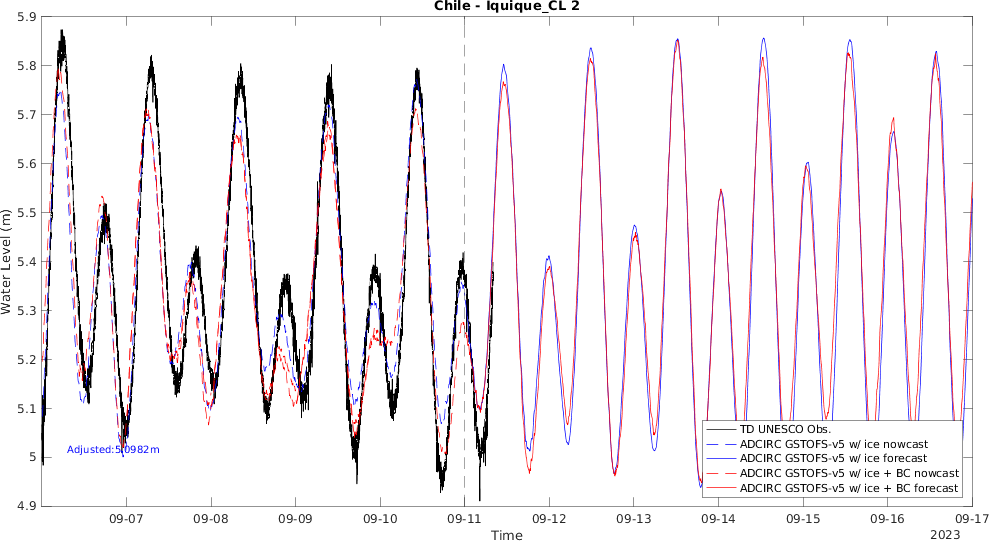 Chile - Iquique_CL 2
5.9
5.8
5.7
5.6
5.5
5.4
5.3
5.2
5.1
5
4.9
Water Level (m)
Adjusted:5.0982m
TD UNESCO Obs.
ADCIRC GSTOFS-v5 w/ ice nowcast
ADCIRC GSTOFS-v5 w/ ice forecast
ADCIRC GSTOFS-v5 w/ ice + BC nowcast
ADCIRC GSTOFS-v5 w/ ice + BC forecast
09-07 09-08 09-09 09-10 09-11 09-12 09-13 09-14 09-15 09-16 09-17
Time
2023